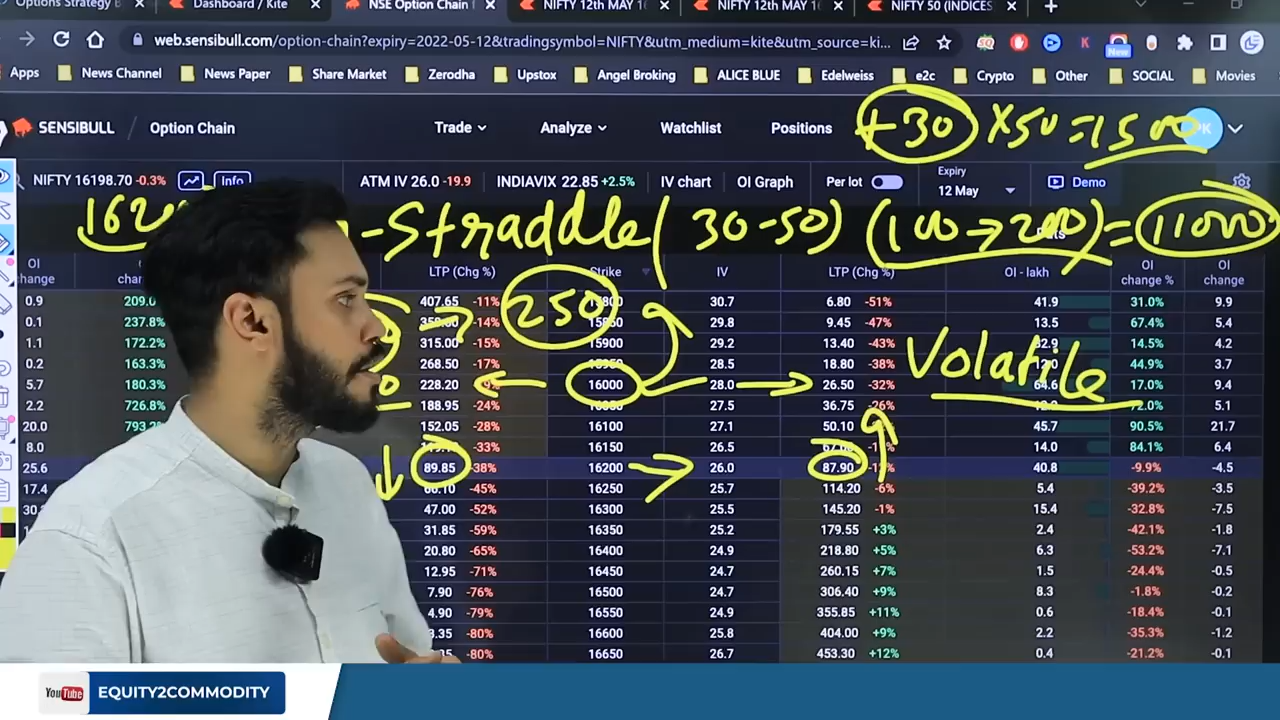 Dashboard / Kite
NSE Option Chain
NIFTY 12th MAY 1
NIFTY 12th MAY 1
NIFTY 50 (INDICES
web.sensibull.com/option-chain?expiry=2022-05-12&tradingsymbol=NIFTY&utm_medium=kite&utm_source=ki...
New
Apps News Channel News Paper Share Market Zerodha Upstox Angel Broking ALICE BLUE Edelweiss e2c Crypto Other SOCIAL Movies
SENSIBULL / Option Chain Trade Analyze Watchlist Positions
+30 x50=1500
NIFTY 16198.70 -0.3% Info ATM IV 26.0 -19.9 INDIAVIX 22.85 +2.5% IV chart OI Graph Per lot Expiry 12 May Demo
-Straddle ( 30-50) (100→200)=11000
OI change LTP (Chg %) Strike IV LTP (Chg %) OI - lakh OI change % OI change
0.9 209.0 407.65 -11% 250 30.7 6.80 -51% 41.9 31.0% 9.9
0.1 237.8% -14% 29.8 9.45 -47% 13.5 67.4% 5.4
1.1 172.2% 315.00 -15% 15900 29.2 13.40 -43% 14.5% 4.2
0.2 163.3% 268.50 -17% 28.5 18.80 -38% 44.9% 3.7
Volatile
5.7 180.3% 228.20 16000 28.0 26.50 -32% 17.0% 9.4
2.2 726.8% 188.95 -24% 27.5 36.75 -26% 5.1
20.0 152.05 -28% 16100 27.1 50.10 45.7 90.5% 21.7
8.0 -33% 16150 26.5 14.0 84.1% 6.4
25.6 89.85 -38% 16200 26.0 87.90 40.8 -9.9% -4.5
17.4 -45% 16250 25.7 114.20 -6% 5.4 -39.2% -3.5
47.00 -52% 16300 25.5 145.20 -1% 15.4 -32.8% -7.5
31.85 -59% 16350 25.2 179.55 +3% 2.4 -42.1% -1.8
20.80 -65% 16400 24.9 218.80 +5% 6.3 -53.2% -7.1
12.95 -71% 16450 24.7 260.15 +7% 1.5 -24.4% -0.5
7.90 -76% 16500 24.7 306.40 +9% 8.3 -1.8% -0.2
4.90 -79% 16550 24.9 355.85 +11% 0.6 -18.4% -0.1
3.35 -80% 16600 25.8 404.00 +9% 2.2 -35.3% -1.2
-80% 16650 26.7 453.30 +12% 0.4 -21.2% -0.1
YouTube EQUITY2COMMODITY